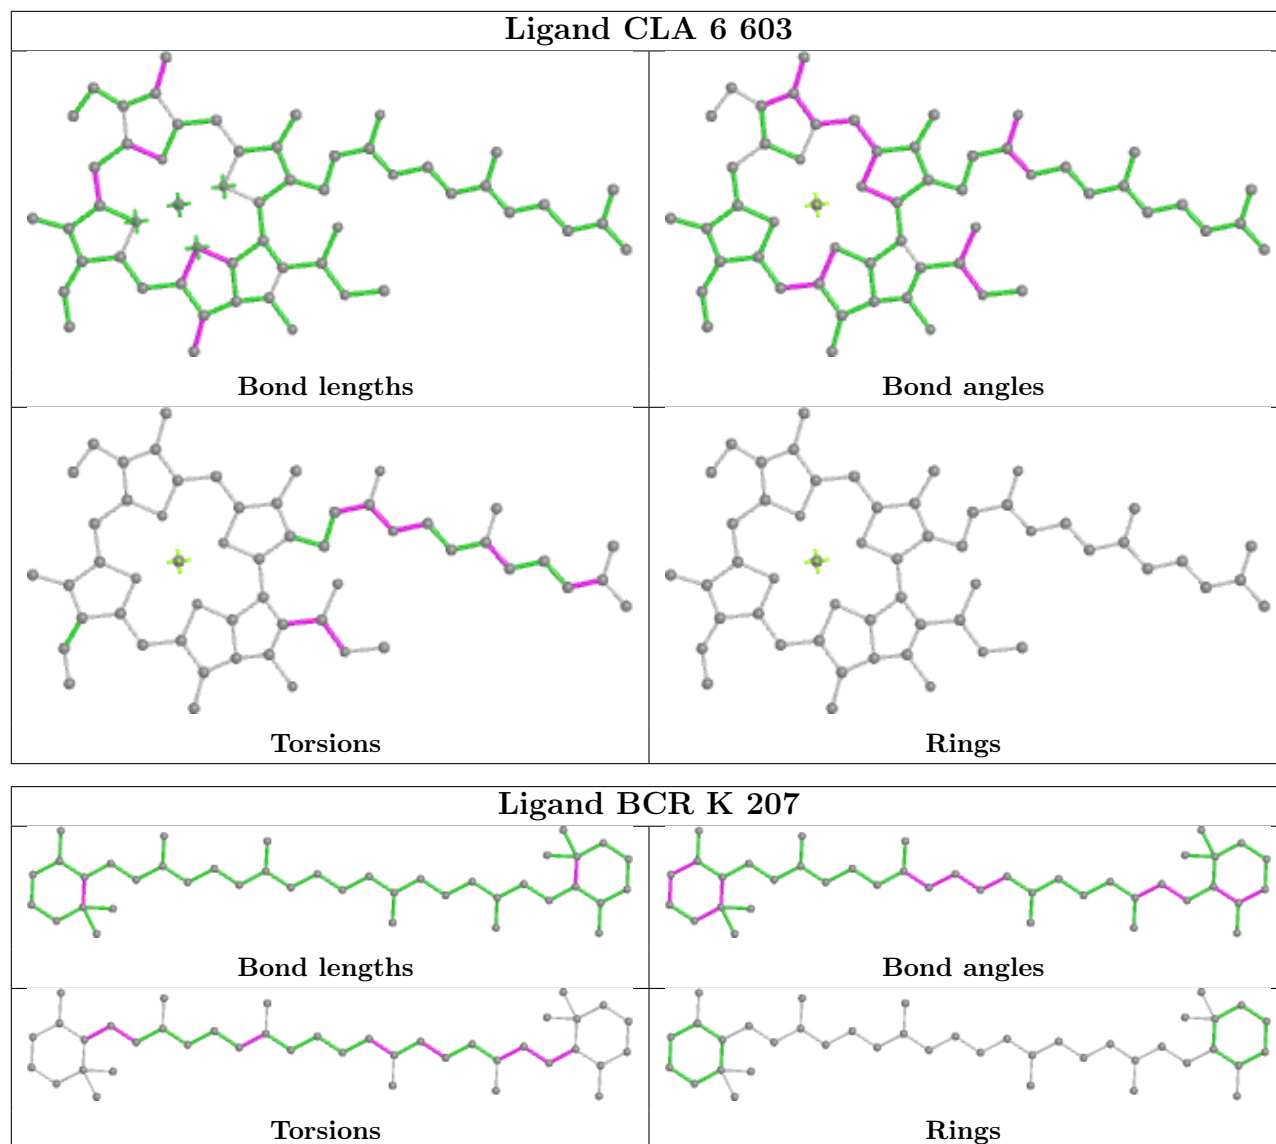 Ligand CLA 6 603
Bond lengths
Bond angles
Torsions
Rings
Ligand BCR K 207
Bond lengths
Bond angles
Torsions
Rings